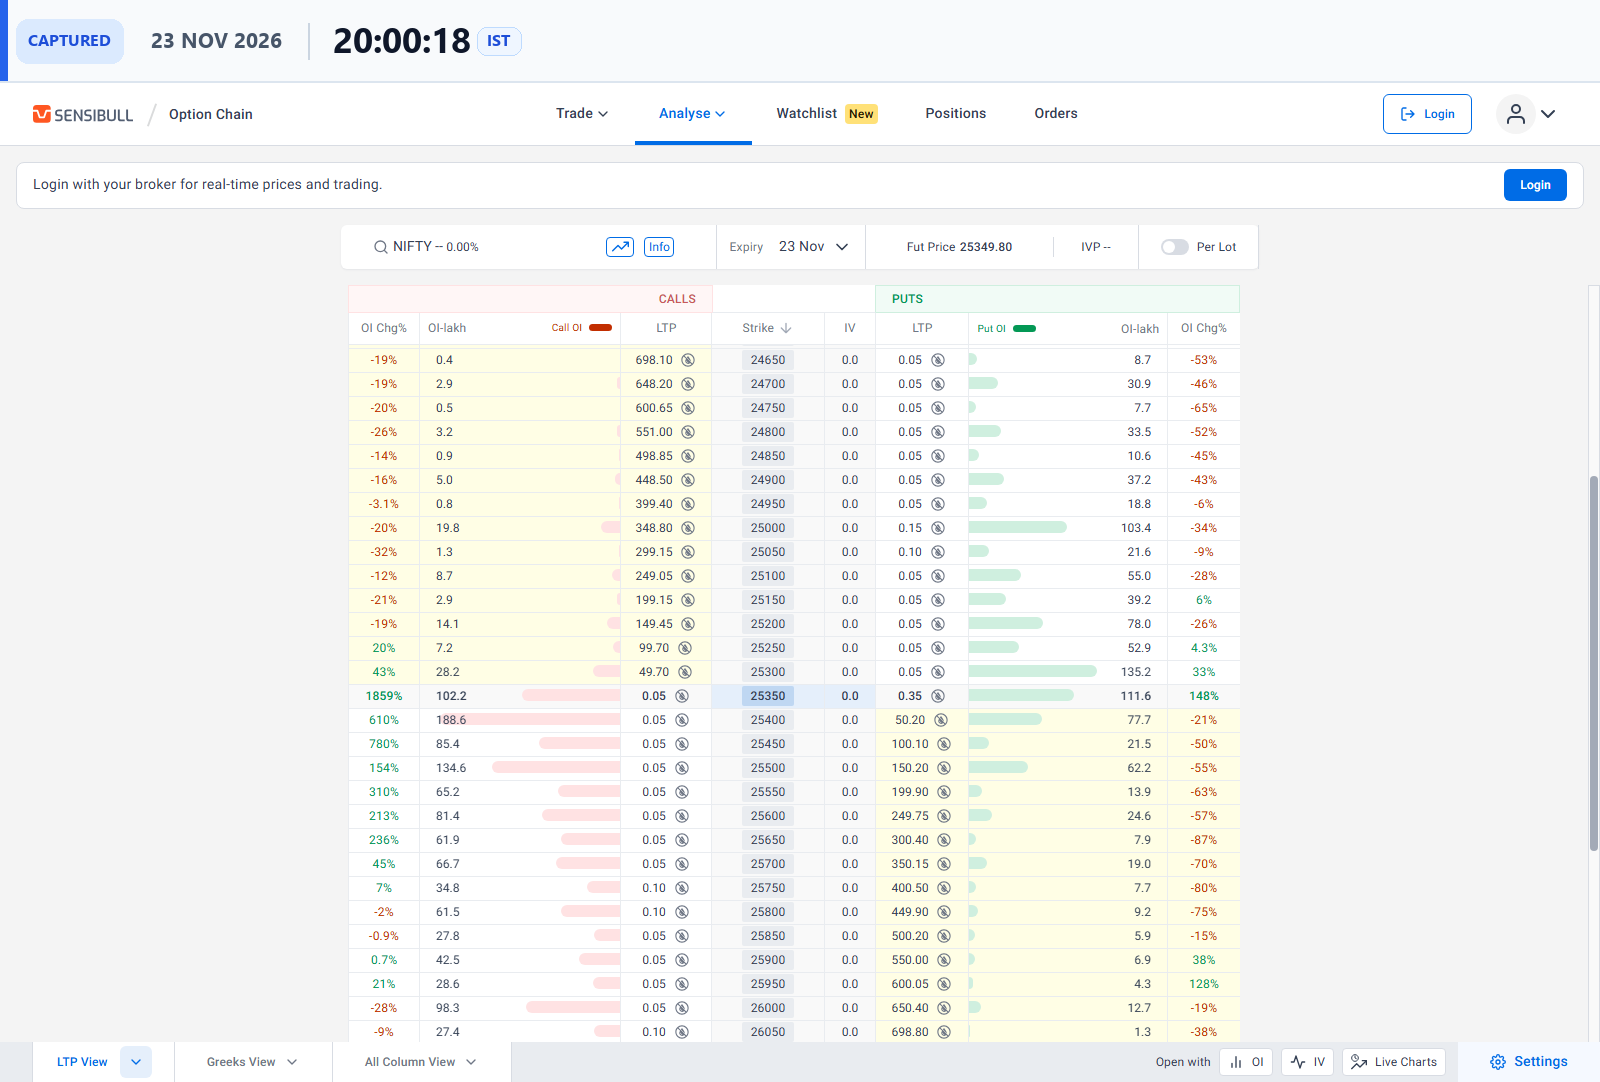 CAPTURED 23 NOV 2026 20:00:18 IST
SENSIBULL / Option Chain Trade Analyse Watchlist New Positions Orders Login
Login with your broker for real-time prices and trading. Login
NIFTY -- 0.00% Info Expiry 23 Nov Fut Price 25349.80 IVP -- Per Lot
CALLS PUTS
OI Chg% OI-lakh Call OI LTP Strike IV LTP Put OI OI-lakh OI Chg%
-19% 0.4 698.10 24650 0.0 0.05 8.7 -53%
-19% 2.9 648.20 24700 0.0 0.05 30.9 -46%
-20% 0.5 600.65 24750 0.0 0.05 7.7 -65%
-26% 3.2 551.00 24800 0.0 0.05 33.5 -52%
-14% 0.9 498.85 24850 0.0 0.05 10.6 -45%
-16% 5.0 448.50 24900 0.0 0.05 37.2 -43%
-3.1% 0.8 399.40 24950 0.0 0.05 18.8 -6%
-20% 19.8 348.80 25000 0.0 0.15 103.4 -34%
-32% 1.3 299.15 25050 0.0 0.10 21.6 -9%
-12% 8.7 249.05 25100 0.0 0.05 55.0 -28%
-21% 2.9 199.15 25150 0.0 0.05 39.2 6%
-19% 14.1 149.45 25200 0.0 0.05 78.0 -26%
20% 7.2 99.70 25250 0.0 0.05 52.9 4.3%
43% 28.2 49.70 25300 0.0 0.05 135.2 33%
1859% 102.2 0.05 25350 0.0 0.35 111.6 148%
610% 188.6 0.05 25400 0.0 50.20 77.7 -21%
780% 85.4 0.05 25450 0.0 100.10 21.5 -50%
154% 134.6 0.05 25500 0.0 150.20 62.2 -55%
310% 65.2 0.05 25550 0.0 199.90 13.9 -63%
213% 81.4 0.05 25600 0.0 249.75 24.6 -57%
236% 61.9 0.05 25650 0.0 300.40 7.9 -87%
45% 66.7 0.05 25700 0.0 350.15 19.0 -70%
7% 34.8 0.10 25750 0.0 400.50 7.7 -80%
-2% 61.5 0.10 25800 0.0 449.90 9.2 -75%
-0.9% 27.8 0.05 25850 0.0 500.20 5.9 -15%
0.7% 42.5 0.05 25900 0.0 550.00 6.9 38%
21% 28.6 0.05 25950 0.0 600.05 4.3 128%
-28% 98.3 0.05 26000 0.0 650.40 12.7 -19%
-9% 27.4 0.10 26050 0.0 698.80 1.3 -38%
LTP View Greeks View All Column View Open with OI IV Live Charts Settings